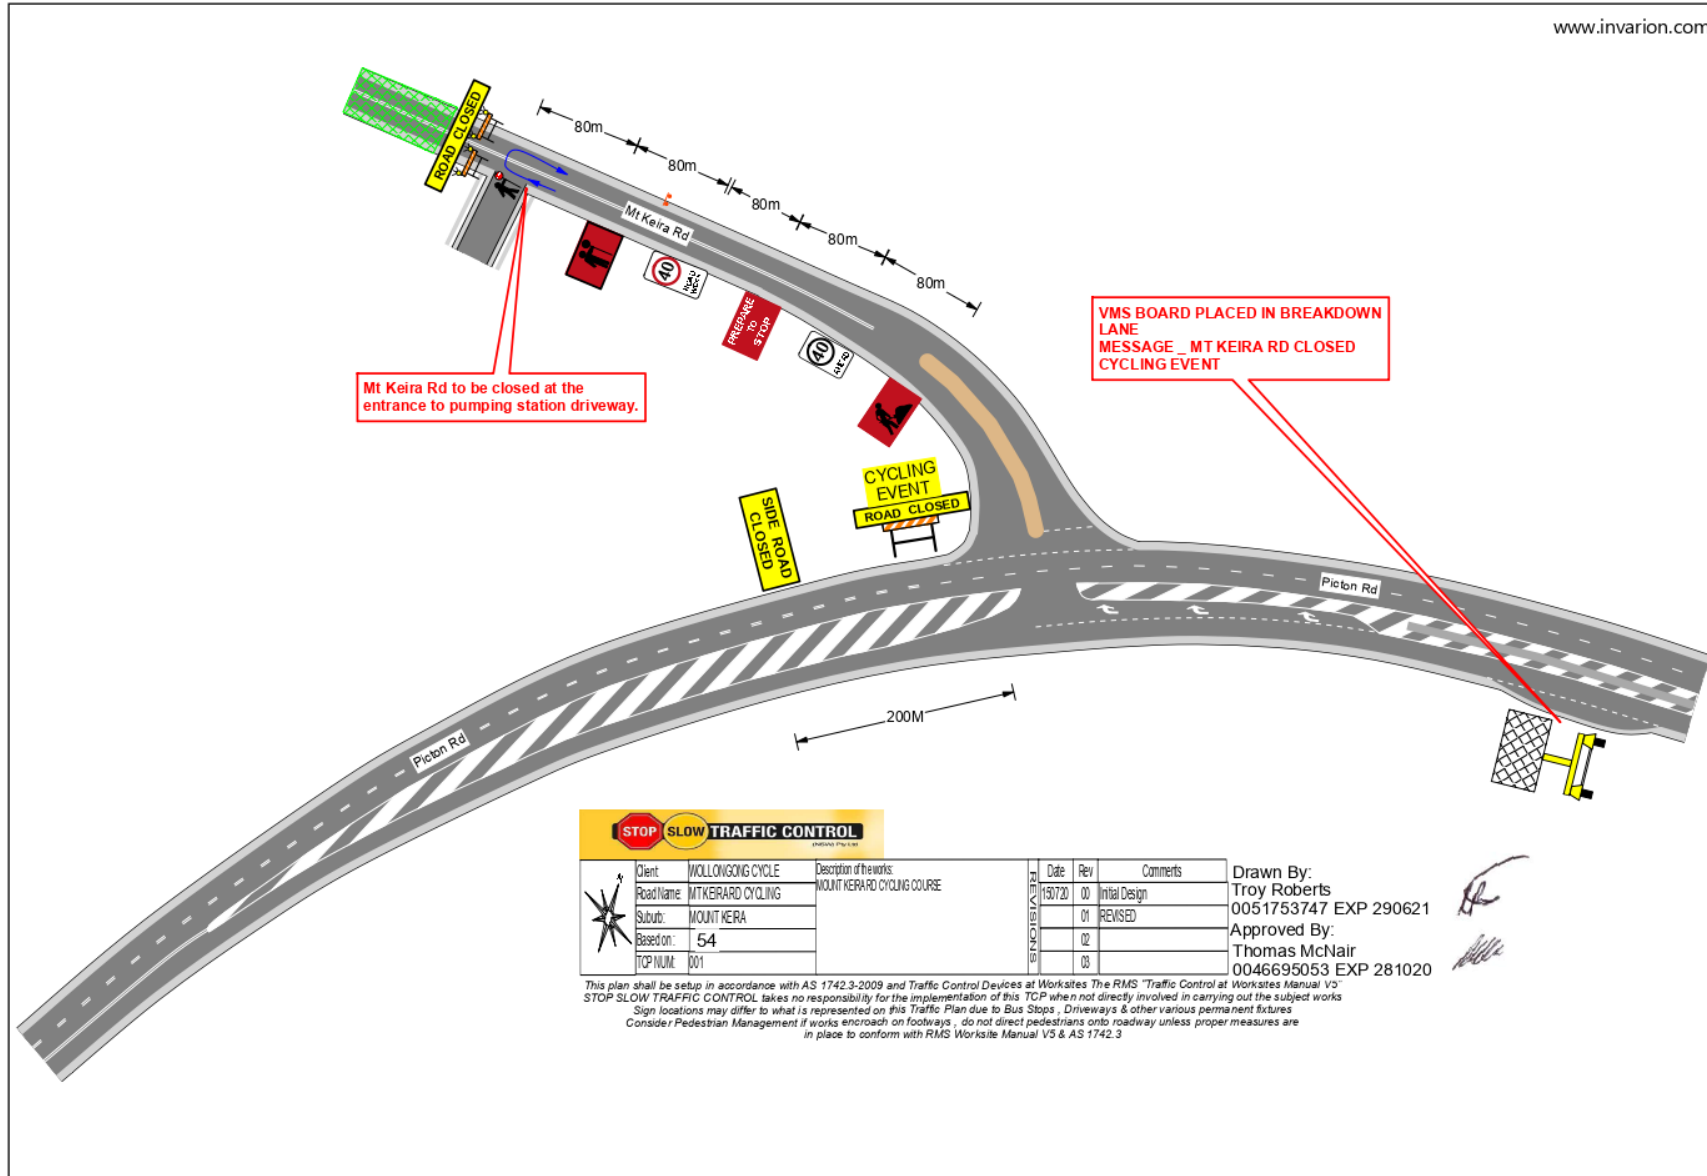 www.invarion.com
ROAD CLOSED
80m
80m
80m
80m
80m
Mt Keira Rd
40
ROAD
WORK
PREPARE
TO
STOP
40
AHEAD
Mt Keira Rd to be closed at the
entrance to pumping station driveway.
VMS BOARD PLACED IN BREAKDOWN
LANE
MESSAGE _ MT KEIRA RD CLOSED
CYCLING EVENT
CYCLING
EVENT
ROAD CLOSED
SIDE ROAD
CLOSED
Picton Rd
Picton Rd
200M
STOP SLOW TRAFFIC CONTROL
(NSW) Pty Ltd
Client: WOLLONGONG CYCLE
Road Name: MT KEIRA RD CYCLING
Suburb: MOUNT KEIRA
Based on: 54
TCP NUM: 001
Description of the works:
MOUNT KEIRA RD CYCLING COURSE
REVISIONS
Date Rev Comments
150720 00 Initial Design
01 REVISED
02
03
Drawn By:
Troy Roberts
0051753747 EXP 290621
Approved By:
Thomas McNair
0046695053 EXP 281020
This plan shall be setup in accordance with AS 1742.3-2009 and Traffic Control Devices at Worksites The RMS "Traffic Control at Worksites Manual V5"
STOP SLOW TRAFFIC CONTROL takes no responsibility for the implementation of this TCP when not directly involved in carrying out the subject works
Sign locations may differ to what is represented on this Traffic Plan due to Bus Stops , Driveways & other various permanent fixtures
Consider Pedestrian Management if works encroach on footways , do not direct pedestrians onto roadway unless proper measures are
in place to conform with RMS Worksite Manual V5 & AS 1742.3